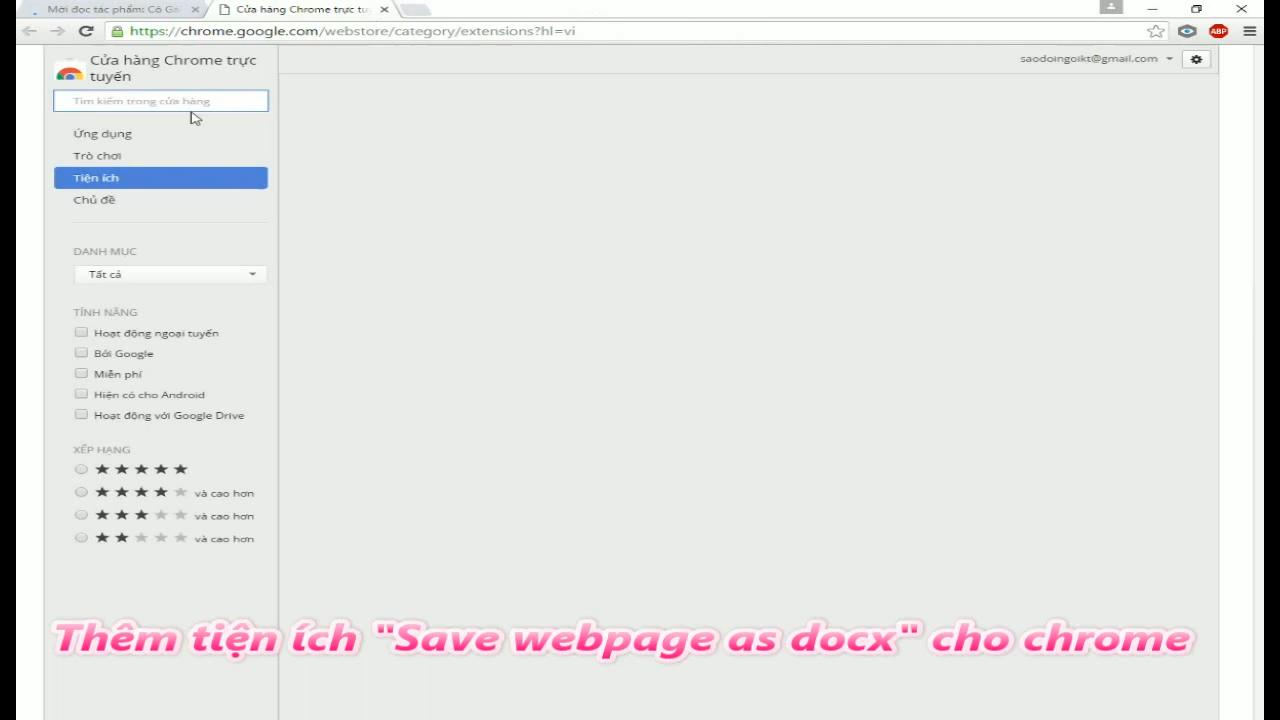 Mời đọc tác phẩm: Cô Gá
Cửa hàng Chrome trực tu
https://chrome.google.com/webstore/category/extensions?hl=vi
ABP
Cửa hàng Chrome trực
tuyến
saodoingoikt@gmail.com
Tìm kiếm trong cửa hàng
Ứng dụng
Trò chơi
Tiện ích
Chủ đề
DANH MỤC
Tất cả
TÍNH NĂNG
Hoạt động ngoại tuyến
Bởi Google
Miễn phí
Hiện có cho Android
Hoạt động với Google Drive
XẾP HẠNG
và cao hơn
và cao hơn
và cao hơn
Thêm tiện ích "Save webpage as docx" cho chrome